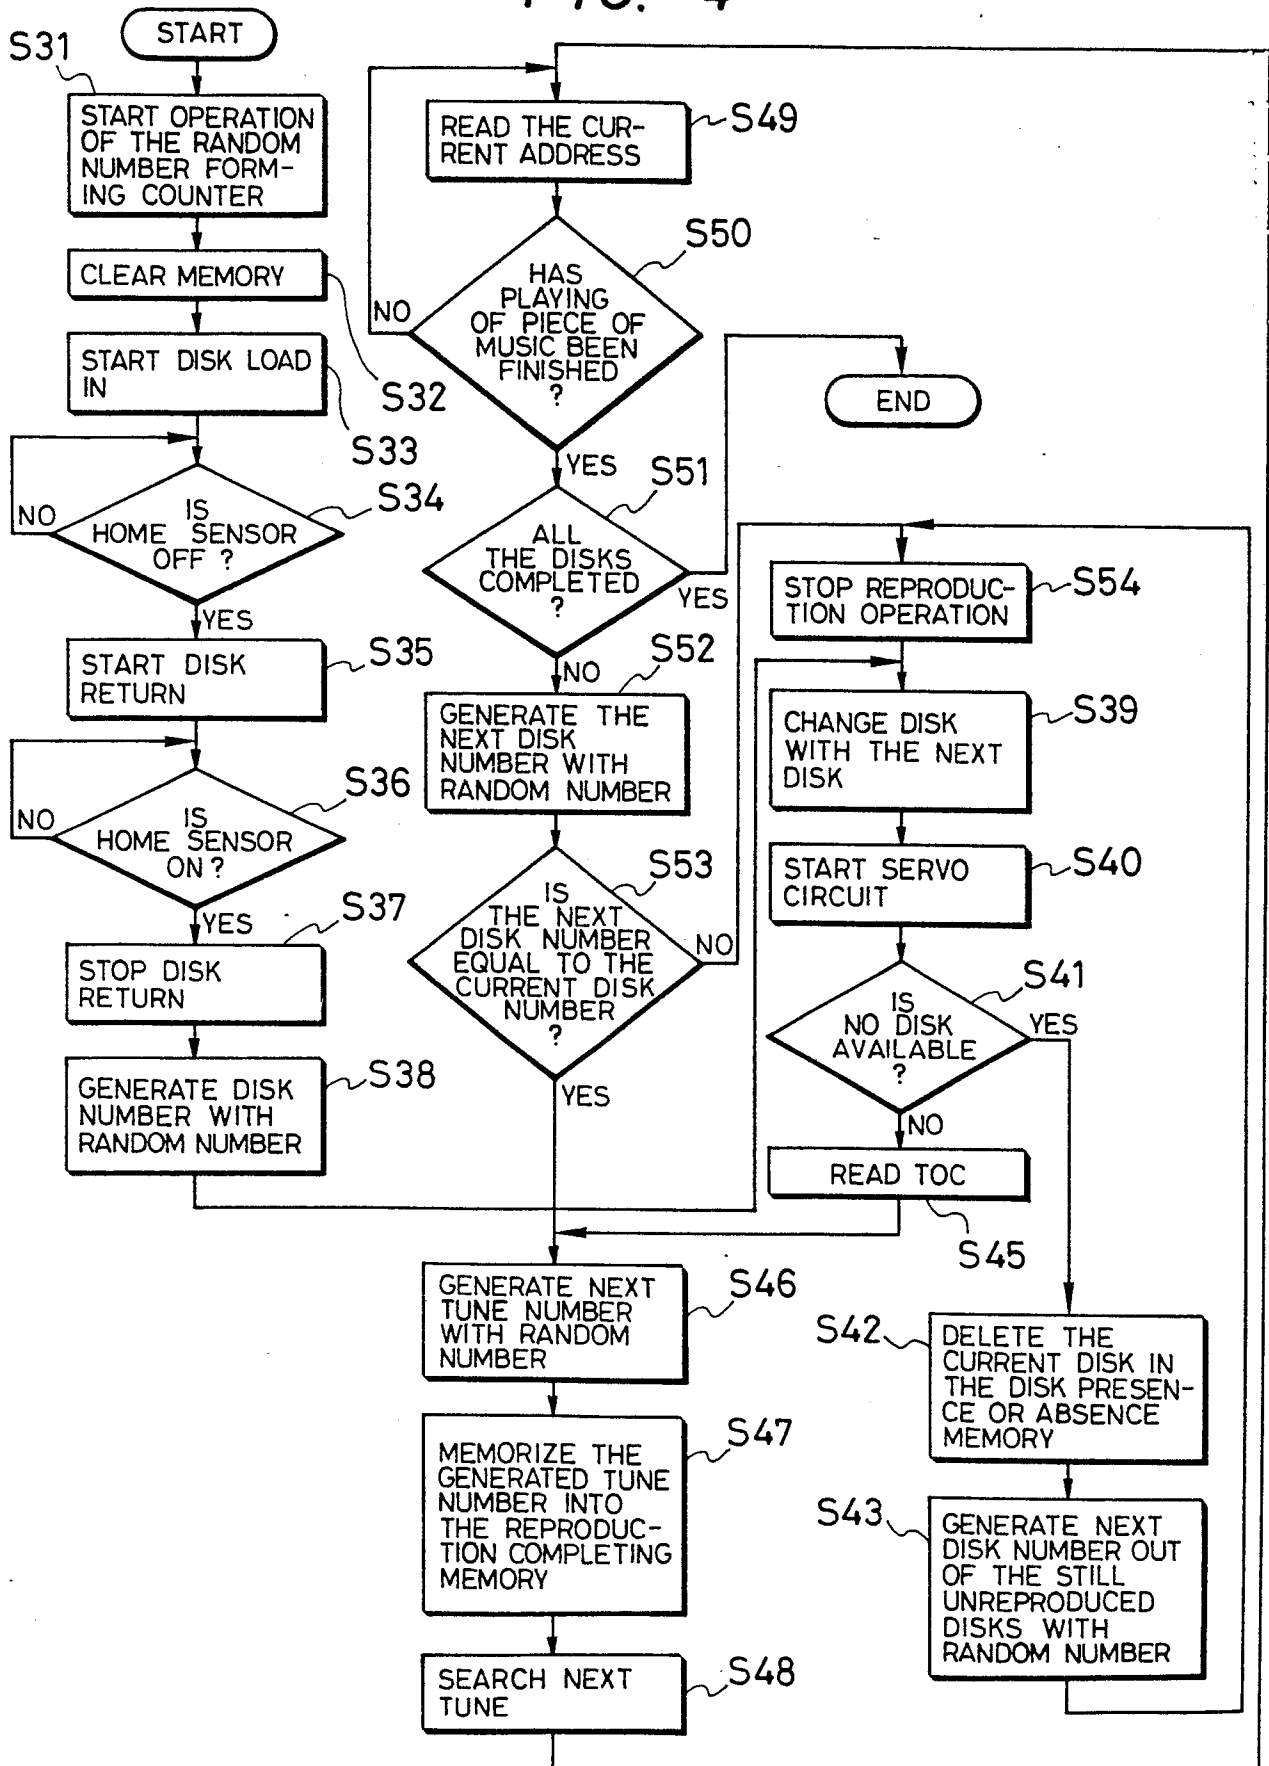 FIG. 4
START
S31
START OPERATION
OF THE RANDOM
NUMBER FORM-
ING COUNTER
CLEAR MEMORY
S32
START DISK LOAD
IN
S33
IS
HOME SENSOR
OFF ?
S34
NO
YES
START DISK
RETURN
S35
IS
HOME SENSOR
ON ?
S36
NO
YES
STOP DISK
RETURN
S37
GENERATE DISK
NUMBER WITH
RANDOM NUMBER
S38
READ THE CUR-
RENT ADDRESS
S49
HAS
PLAYING
OF PIECE OF
MUSIC BEEN
FINISHED
?
S50
NO
YES
ALL
THE DISKS
COMPLETED
?
S51
YES
NO
END
GENERATE THE
NEXT DISK
NUMBER WITH
RANDOM NUMBER
S52
IS
THE NEXT
DISK NUMBER
EQUAL TO THE
CURRENT DISK
NUMBER
?
S53
NO
YES
STOP REPRODUC-
TION OPERATION
S54
CHANGE DISK
WITH THE NEXT
DISK
S39
START SERVO
CIRCUIT
S40
IS
NO DISK
AVAILABLE
?
S41
YES
NO
READ TOC
S45
GENERATE NEXT
TUNE NUMBER
WITH RANDOM
NUMBER
S46
MEMORIZE THE
GENERATED TUNE
NUMBER INTO
THE REPRODUC-
TION COMPLETING
MEMORY
S47
SEARCH NEXT
TUNE
S48
S42
DELETE THE
CURRENT DISK IN
THE DISK PRESEN-
CE OR ABSENCE
MEMORY
S43
GENERATE NEXT
DISK NUMBER OUT
OF THE STILL
UNREPRODUCED
DISKS WITH
RANDOM NUMBER